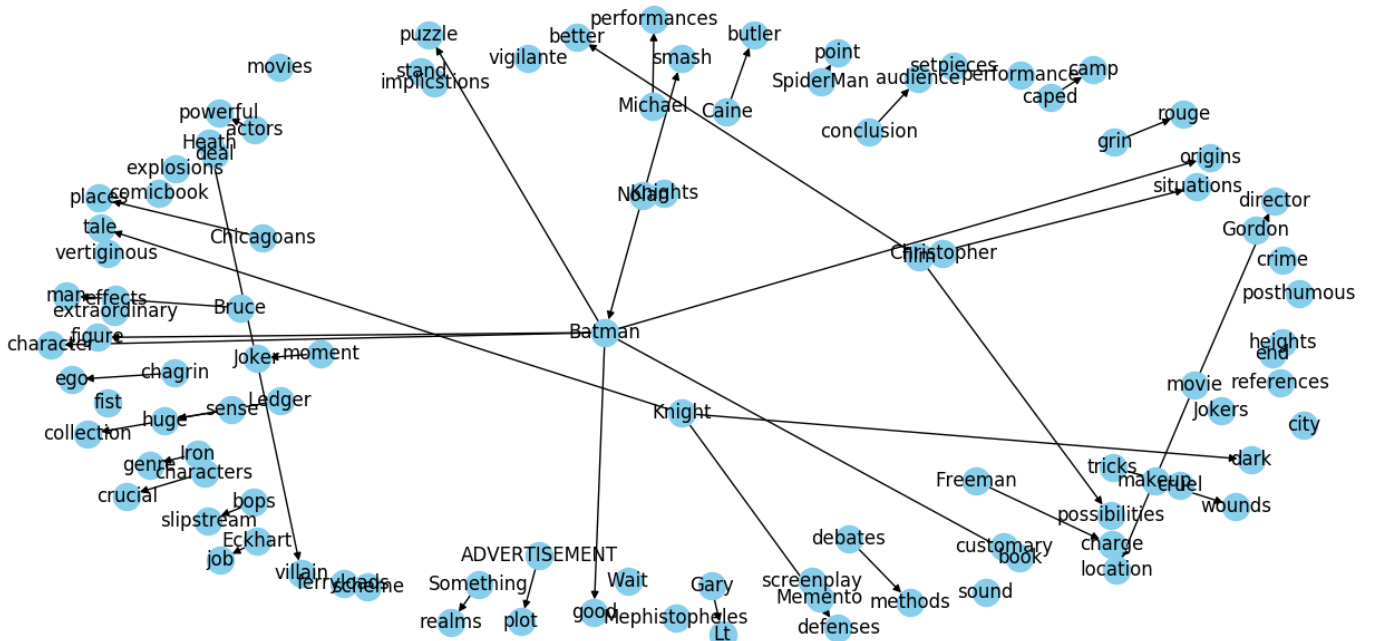 performances
puzzle
better
butler
vigilante
smash
point
movies
stand
implicstions
SpiderMan
audience
setpieces
performance
camp
caped
Michael
Caine
powerful
actors
conclusion
rouge
grin
Heath
deal
explosions
origins
places
comicbook
Nolan
Knights
situations
director
tale
Chicagoans
Gordon
vertiginous
Christopher
film
crime
man
effects
extraordinary
Bruce
posthumous
figure
character
Batman
heights
end
Joker
moment
ego
chagrin
movie
references
fist
Ledger
huge
sense
Knight
Jokers
collection
city
Iron
genre
characters
dark
crucial
tricks
makeup
cruel
Freeman
bops
slipstream
wounds
possibilities
Eckhart
job
debates
customary
book
charge
location
ADVERTISEMENT
villain
ferryloads
scheme
Something
Wait
Gary
screenplay
Memento
sound
methods
realms
plot
good
Mephistopheles
Lt
defenses